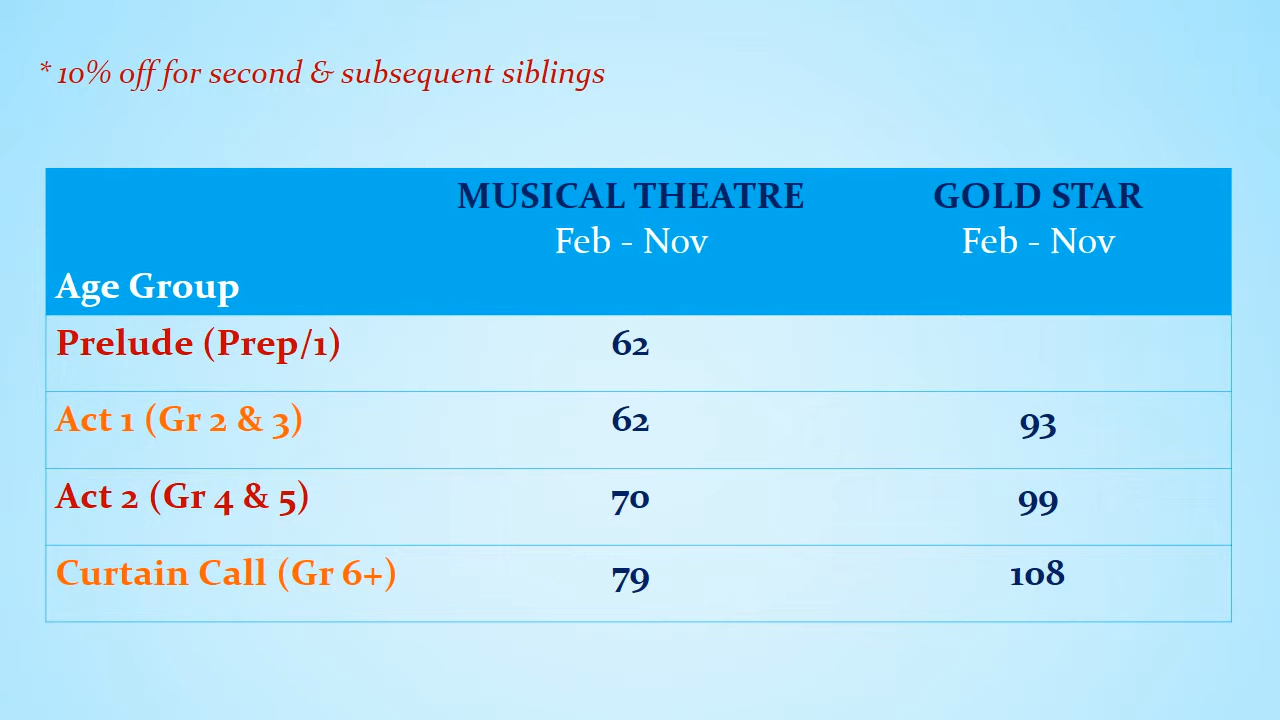 * 10% off for second & subsequent siblings
MUSICAL THEATRE GOLD STAR
Feb - Nov Feb - Nov
Age Group
Prelude (Prep/1) 62
Act 1 (Gr 2 & 3) 62 93
Act 2 (Gr 4 & 5) 70 99
Curtain Call (Gr 6+) 79 108